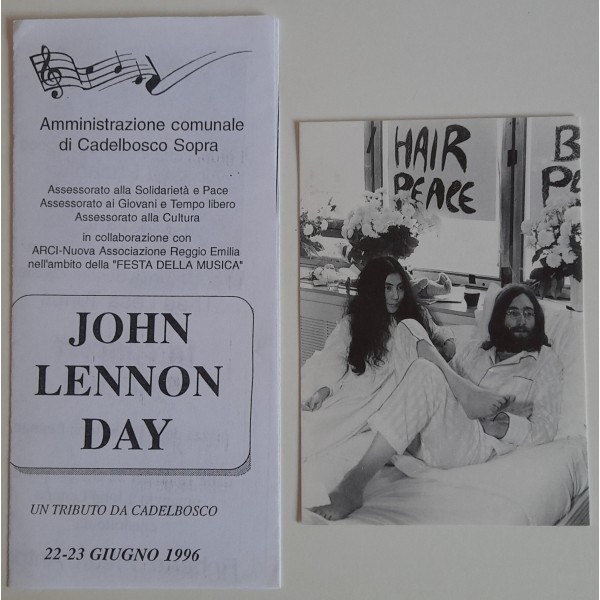 Amministrazione comunale
di Cadelbosco Sopra
Assessorato alla Solidarietà e Pace
Assessorato ai Giovani e Tempo libero
Assessorato alla Cultura
in collaborazione con
ARCI-Nuova Associazione Reggio Emilia
nell'ambito della "FESTA DELLA MUSICA"
JOHN
LENNON
DAY
UN TRIBUTO DA CADELBOSCO
22-23 GIUGNO 1996
HAIR
PEACE
B
P